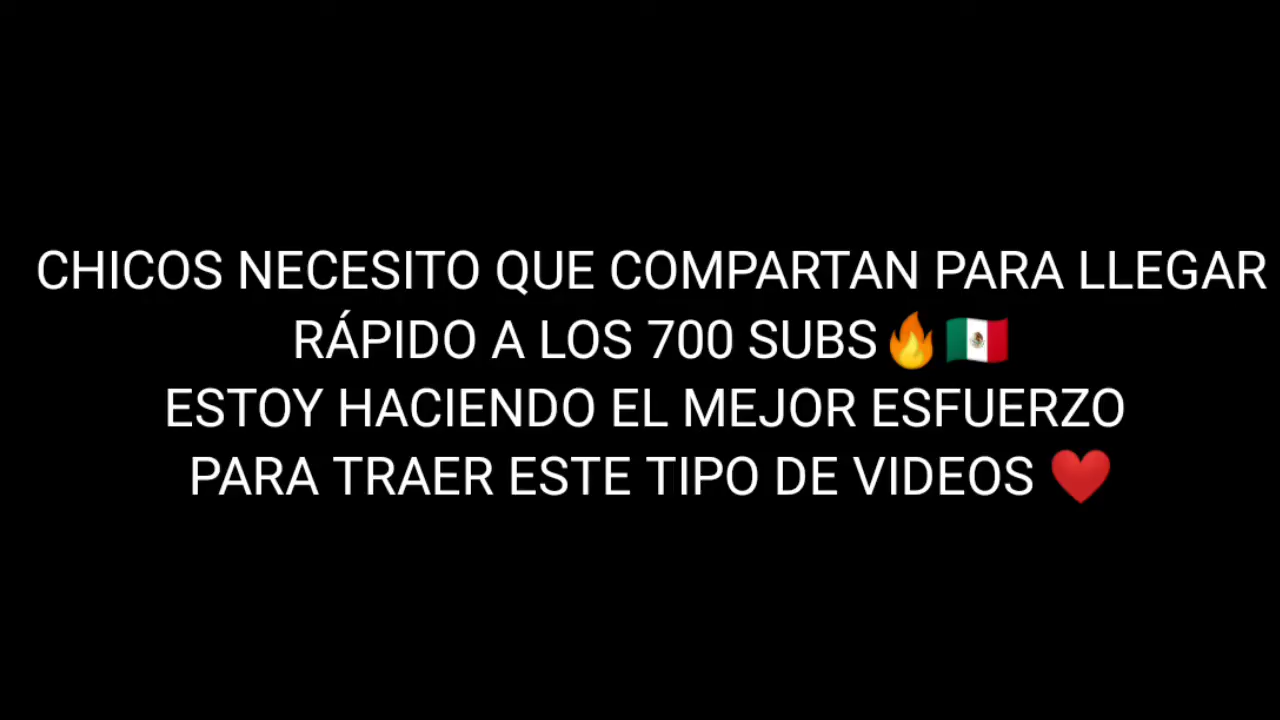 CHICOS NECESITO QUE COMPARTAN PARA LLEGAR
RÁPIDO A LOS 700 SUBS🔥🇲🇽
ESTOY HACIENDO EL MEJOR ESFUERZO
PARA TRAER ESTE TIPO DE VIDEOS ❤️